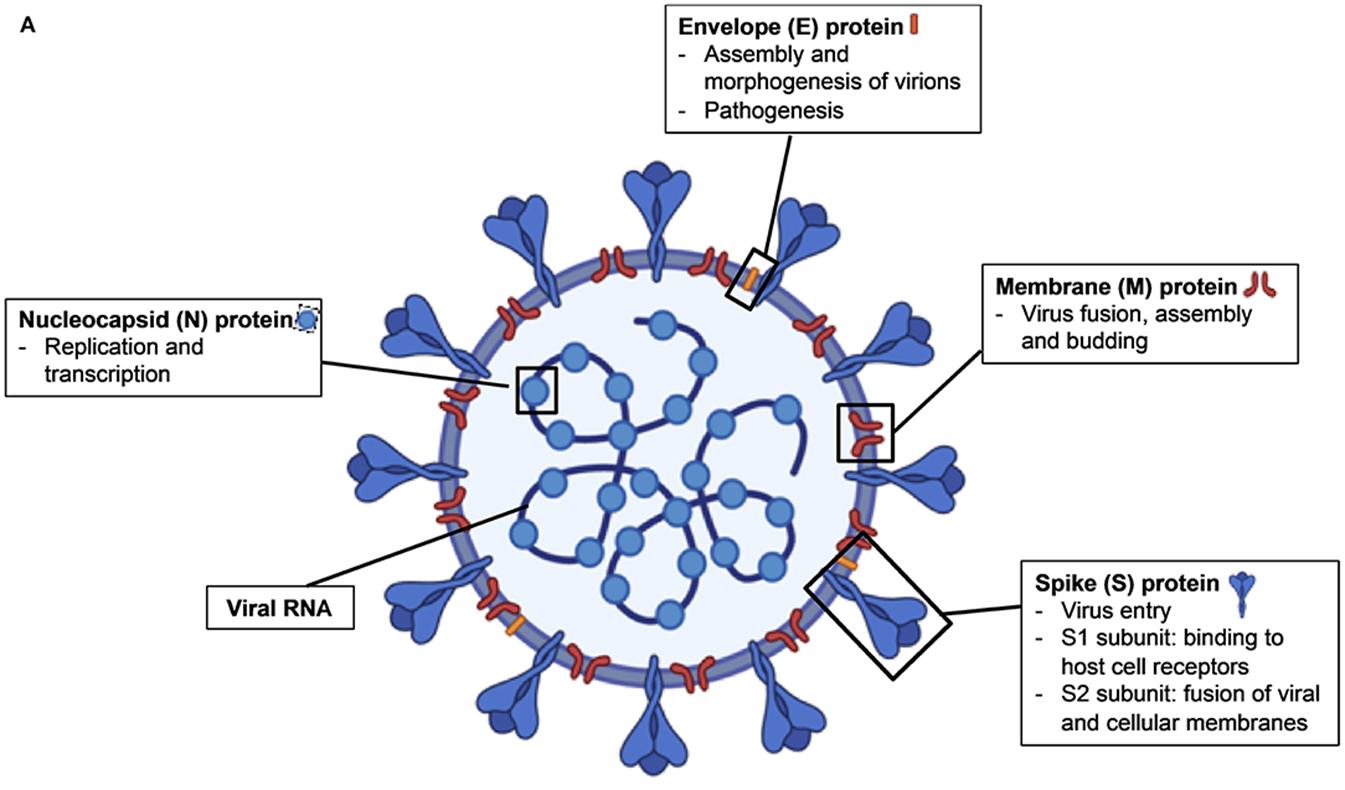 A
Envelope (E) protein
- Assembly and
morphogenesis of virions
- Pathogenesis
Membrane (M) protein
- Virus fusion, assembly
and budding
Nucleocapsid (N) protein
- Replication and
transcription
Viral RNA
Spike (S) protein
- Virus entry
- S1 subunit: binding to
host cell receptors
- S2 subunit: fusion of viral
and cellular membranes